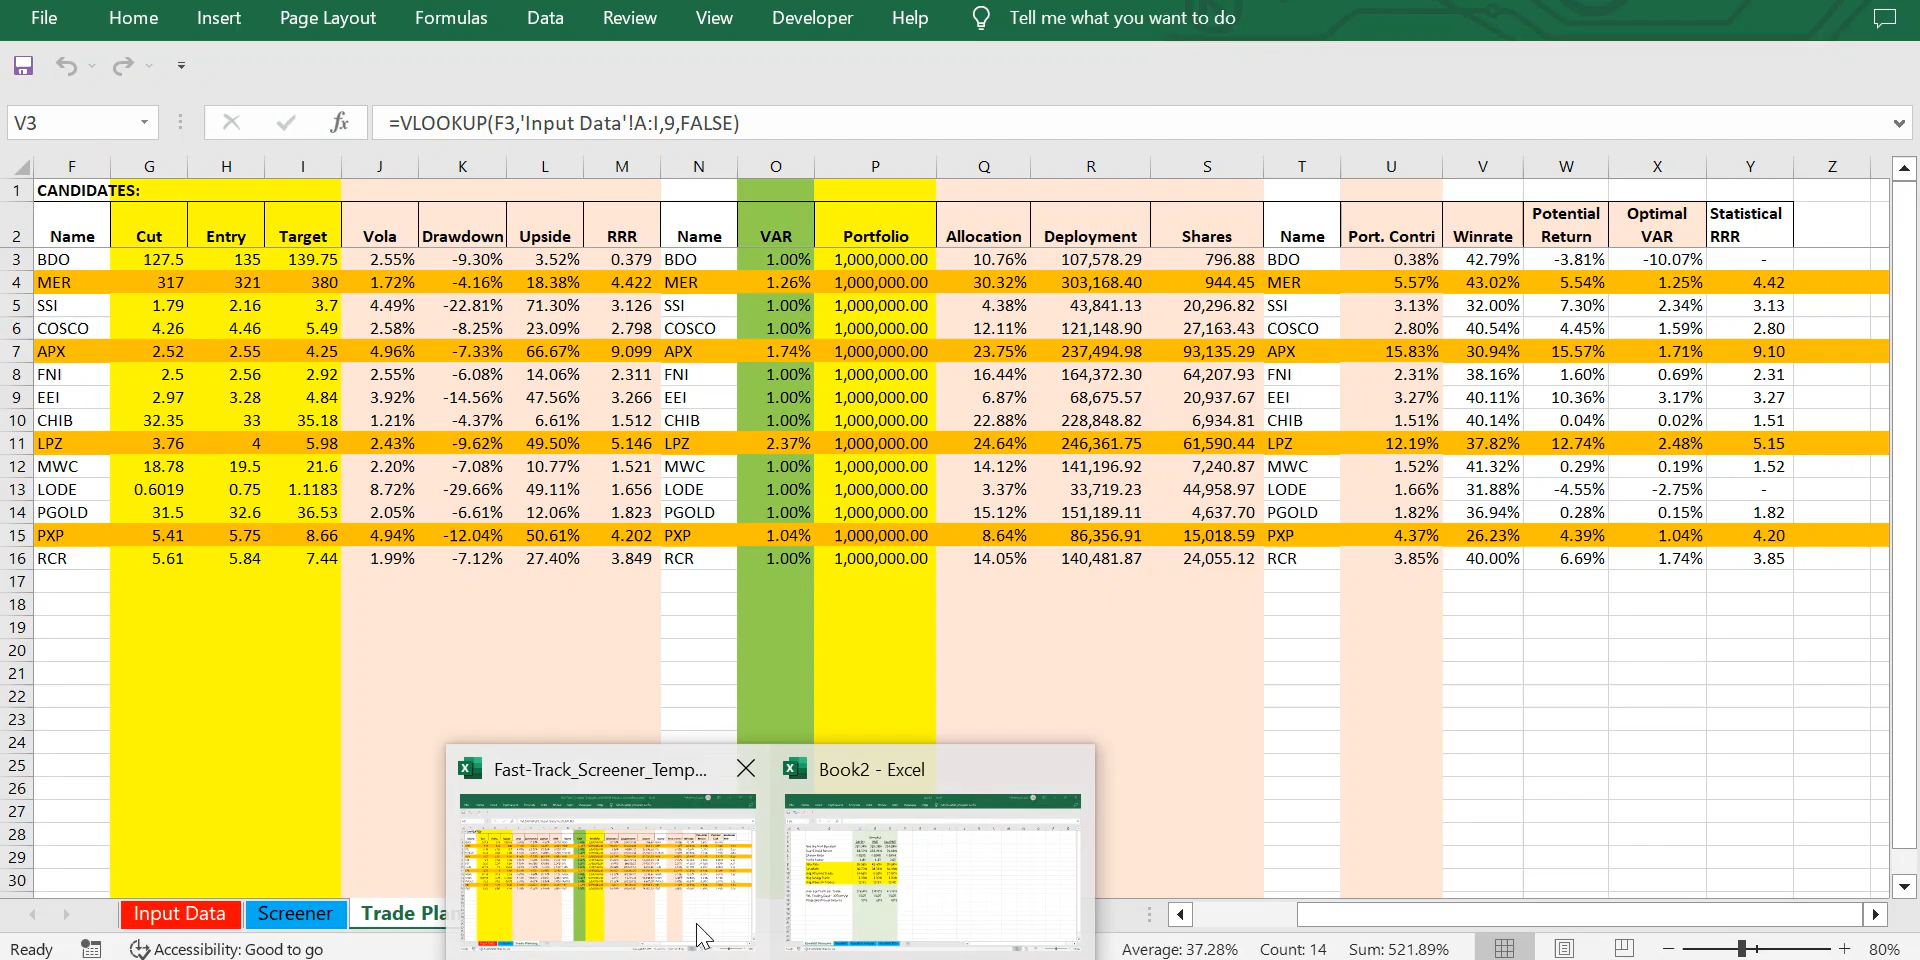 File Home Insert Page Layout Formulas Data Review View Developer Help Tell me what you want to do
V3 fx =VLOOKUP(F3,'Input Data'!A:I,9,FALSE)
F G H I J K L M N O P Q R S T U V W X Y Z
1 CANDIDATES:
2 Name Cut Entry Target Vola Drawdown Upside RRR Name VAR Portfolio Allocation Deployment Shares Name Port. Contri Winrate Potential Return Optimal VAR Statistical RRR
3 BDO 127.5 135 139.75 2.55% -9.30% 3.52% 0.379 BDO 1.00% 1,000,000.00 10.76% 107,578.29 796.88 BDO 0.38% 42.79% -3.81% -10.07% -
4 MER 317 321 380 1.72% -4.16% 18.38% 4.422 MER 1.26% 1,000,000.00 30.32% 303,168.40 944.45 MER 5.57% 43.02% 5.54% 1.25% 4.42
5 SSI 1.79 2.16 3.7 4.49% -22.81% 71.30% 3.126 SSI 1.00% 1,000,000.00 4.38% 43,841.13 20,296.82 SSI 3.13% 32.00% 7.30% 2.34% 3.13
6 COSCO 4.26 4.46 5.49 2.58% -8.25% 23.09% 2.798 COSCO 1.00% 1,000,000.00 12.11% 121,148.90 27,163.43 COSCO 2.80% 40.54% 4.45% 1.59% 2.80
7 APX 2.52 2.55 4.25 4.96% -7.33% 66.67% 9.099 APX 1.74% 1,000,000.00 23.75% 237,494.98 93,135.29 APX 15.83% 30.94% 15.57% 1.71% 9.10
8 FNI 2.5 2.56 2.92 2.55% -6.08% 14.06% 2.311 FNI 1.00% 1,000,000.00 16.44% 164,372.30 64,207.93 FNI 2.31% 38.16% 1.60% 0.69% 2.31
9 EEI 2.97 3.28 4.84 3.92% -14.56% 47.56% 3.266 EEI 1.00% 1,000,000.00 6.87% 68,675.57 20,937.67 EEI 3.27% 40.11% 10.36% 3.17% 3.27
10 CHIB 32.35 33 35.18 1.21% -4.37% 6.61% 1.512 CHIB 1.00% 1,000,000.00 22.88% 228,848.82 6,934.81 CHIB 1.51% 40.14% 0.04% 0.02% 1.51
11 LPZ 3.76 4 5.98 2.43% -9.62% 49.50% 5.146 LPZ 2.37% 1,000,000.00 24.64% 246,361.75 61,590.44 LPZ 12.19% 37.82% 12.74% 2.48% 5.15
12 MWC 18.78 19.5 21.6 2.20% -7.08% 10.77% 1.521 MWC 1.00% 1,000,000.00 14.12% 141,196.92 7,240.87 MWC 1.52% 41.32% 0.29% 0.19% 1.52
13 LODE 0.6019 0.75 1.1183 8.72% -29.66% 49.11% 1.656 LODE 1.00% 1,000,000.00 3.37% 33,719.23 44,958.97 LODE 1.66% 31.88% -4.55% -2.75% -
14 PGOLD 31.5 32.6 36.53 2.05% -6.61% 12.06% 1.823 PGOLD 1.00% 1,000,000.00 15.12% 151,189.11 4,637.70 PGOLD 1.82% 36.94% 0.28% 0.15% 1.82
15 PXP 5.41 5.75 8.66 4.94% -12.04% 50.61% 4.202 PXP 1.04% 1,000,000.00 8.64% 86,356.91 15,018.59 PXP 4.37% 26.23% 4.39% 1.04% 4.20
16 RCR 5.61 5.84 7.44 1.99% -7.12% 27.40% 3.849 RCR 1.00% 1,000,000.00 14.05% 140,481.87 24,055.12 RCR 3.85% 40.00% 6.69% 1.74% 3.85
17
18
19
20
21
22
23
24
25
26
27
28
29
30
Fast-Track_Screener_Temp... Book2 - Excel
Input Data Screener Trade Pla
Ready Accessibility: Good to go Average: 37.28% Count: 14 Sum: 521.89% 80%